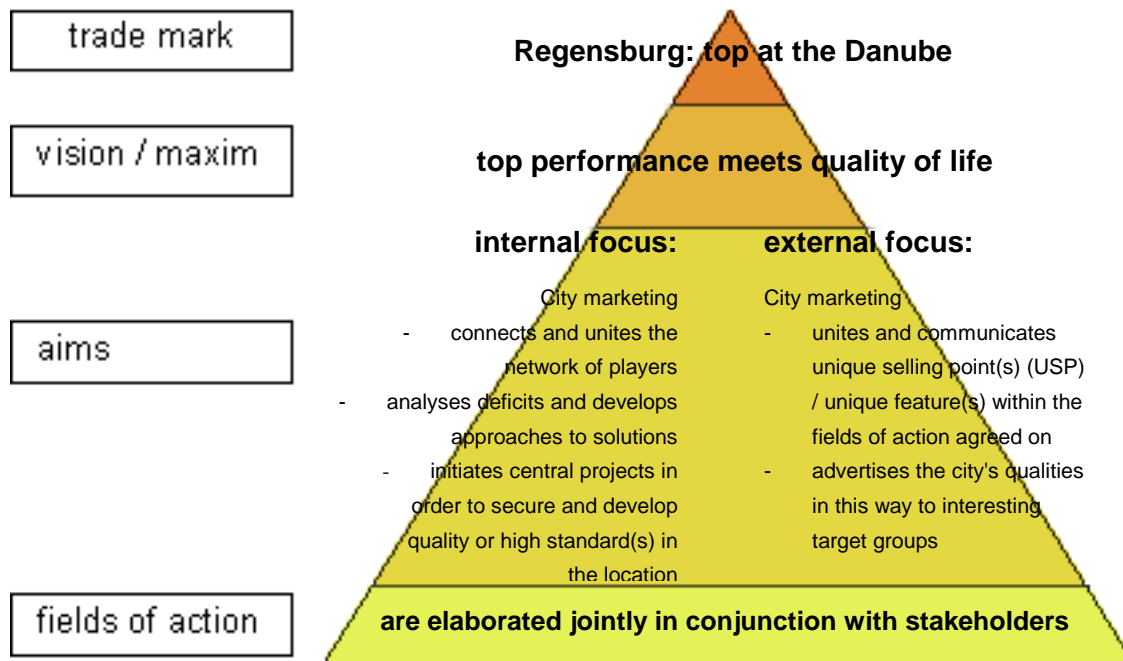 trade mark
Regensburg: top at the Danube
vision / maxim
top performance meets quality of life
aims
internal focus:
City marketing
- connects and unites the
network of players
- analyses deficits and develops
approaches to solutions
- initiates central projects in
order to secure and develop
quality or high standard(s) in
the location
external focus:
City marketing
- unites and communicates
unique selling point(s) (USP)
/ unique feature(s) within the
fields of action agreed on
- advertises the city's qualities
in this way to interesting
target groups
fields of action
are elaborated jointly in conjunction with stakeholders